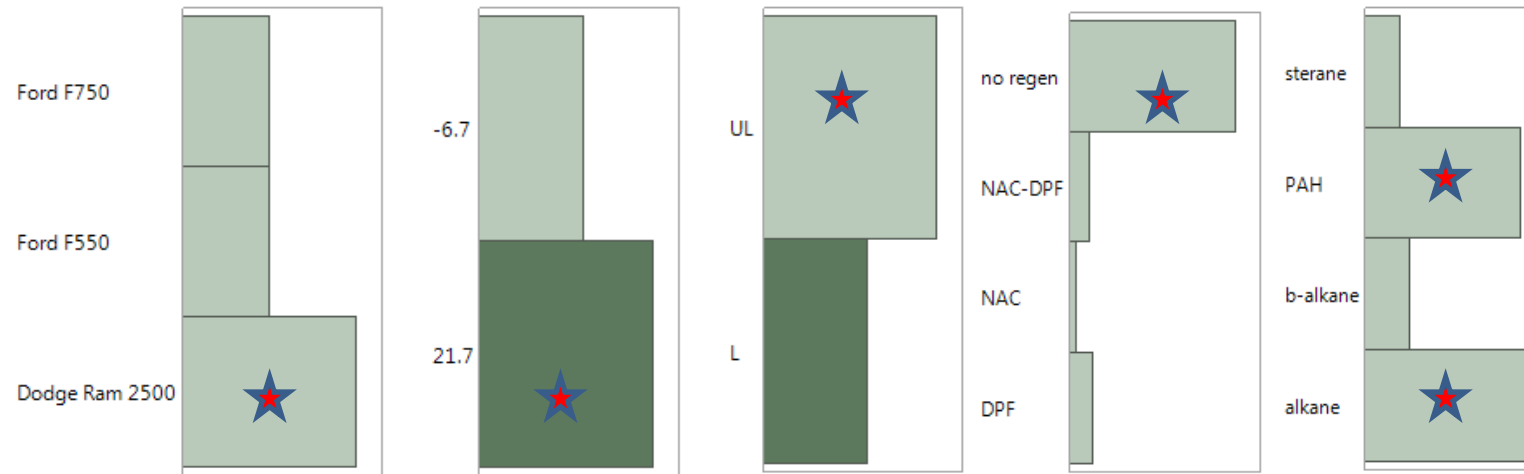 Ford F750
Ford F550
Dodge Ram 2500
-6.7
21.7
UL
L
no regen
NAC-DPF
NAC
DPF
sterane
PAH
b-alkane
alkane